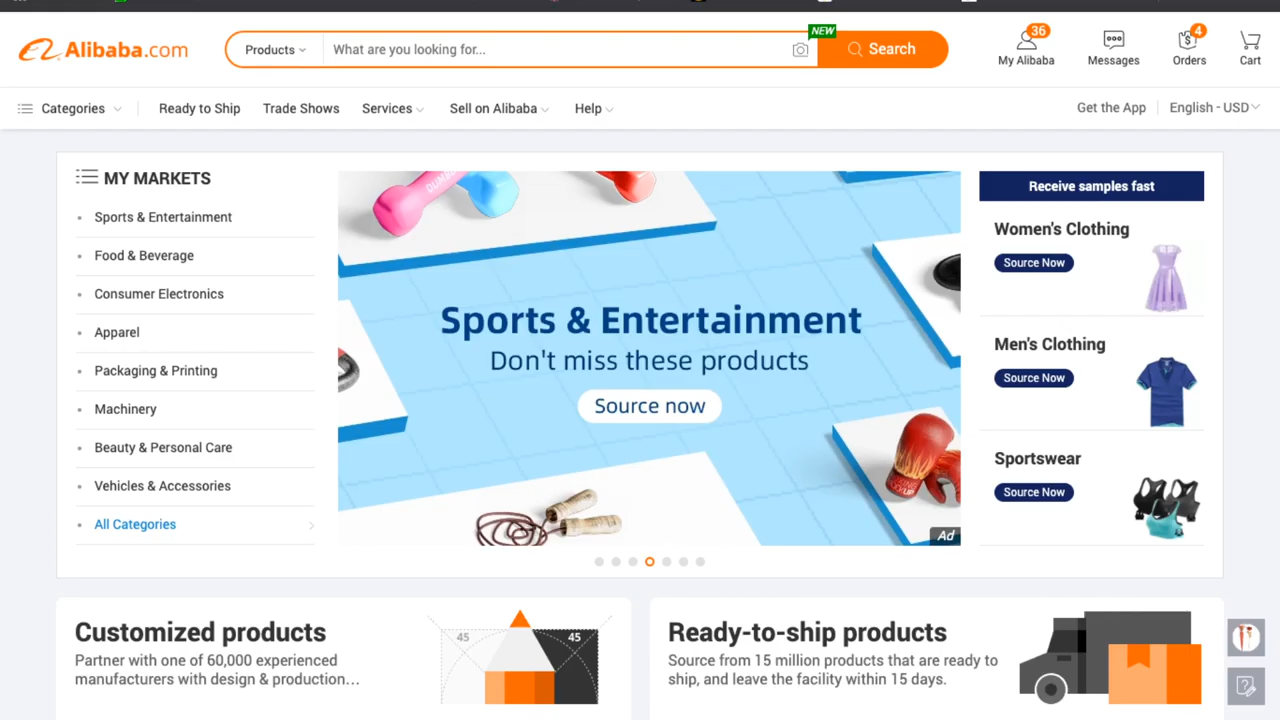 Alibaba.com
Products
What are you looking for...
NEW
Search
36
My Alibaba
Messages
4
Orders
Cart
Categories
Ready to Ship
Trade Shows
Services
Sell on Alibaba
Help
Get the App
English - USD
MY MARKETS
Sports & Entertainment
Food & Beverage
Consumer Electronics
Apparel
Packaging & Printing
Machinery
Beauty & Personal Care
Vehicles & Accessories
All Categories
Sports & Entertainment
Don't miss these products
Source now
Ad
Receive samples fast
Women's Clothing
Source Now
Men's Clothing
Source Now
Sportswear
Source Now
Customized products
Partner with one of 60,000 experienced
manufacturers with design & production...
45
45
Ready-to-ship products
Source from 15 million products that are ready to
ship, and leave the facility within 15 days.